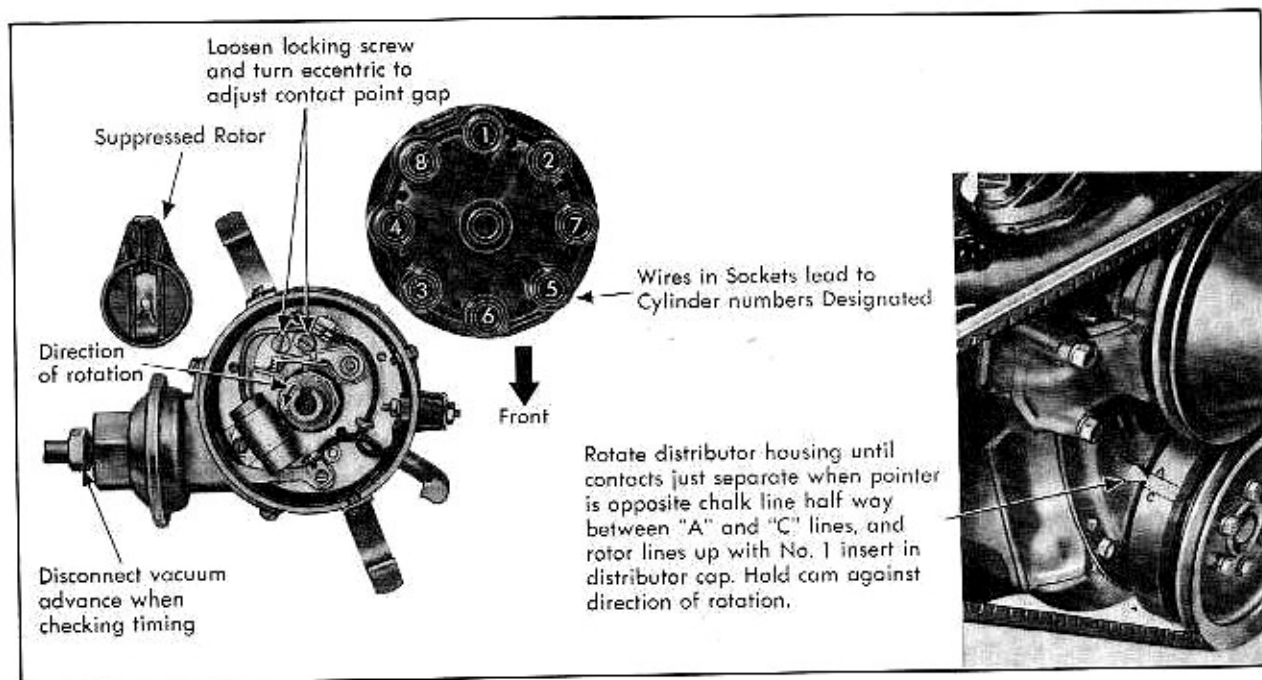 Loosen locking screw
and turn eccentric to
adjust contact point gap
Suppressed Rotor
1
2
7
5
6
3
4
8
Wires in Sockets lead to
Cylinder numbers Designated
Direction
of rotation
Front
Rotate distributor housing until
contacts just separate when pointer
is opposite chalk line half way
between "A" and "C" lines, and
rotor lines up with No. 1 insert in
distributor cap. Hold cam against
direction of rotation.
A
C
Disconnect vacuum
advance when
checking timing